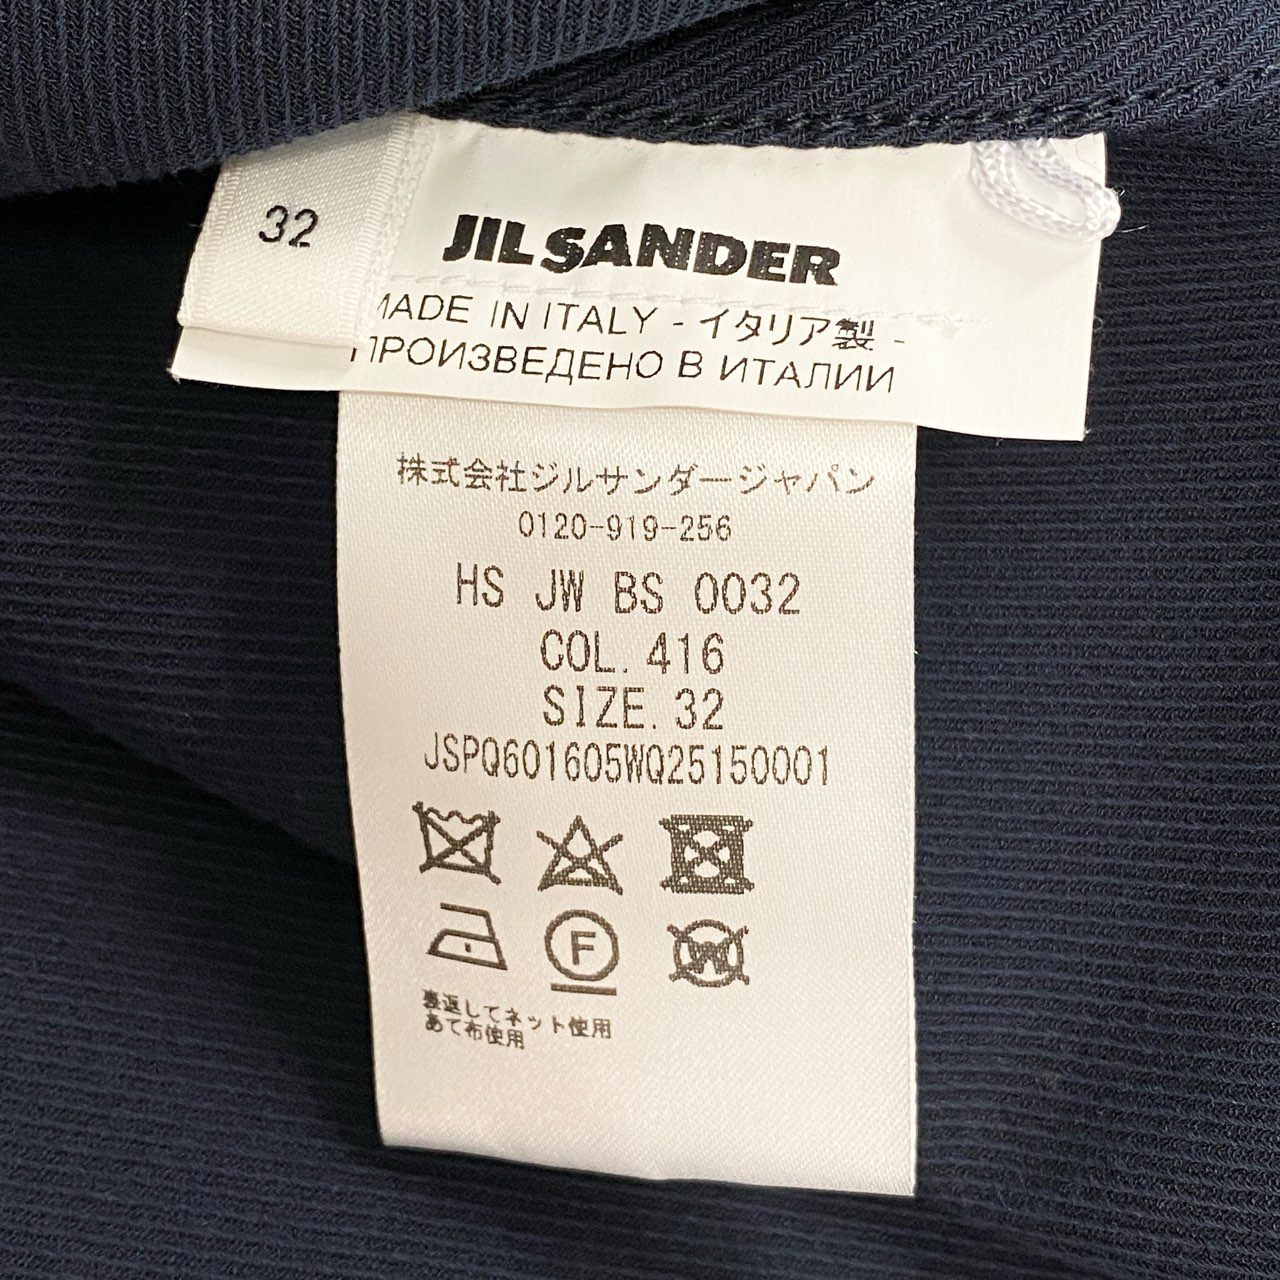 32
JIL SANDER
MADE IN ITALY - イタリア製 -
ПРОИЗВЕДЕНО В ИТАЛИИ
株式会社ジルサンダージャパン
0120-919-256
HS JW BS 0032
COL. 416
SIZE. 32
JSPQ601605WQ25150001
F
W
裏返してネット使用
あて布使用